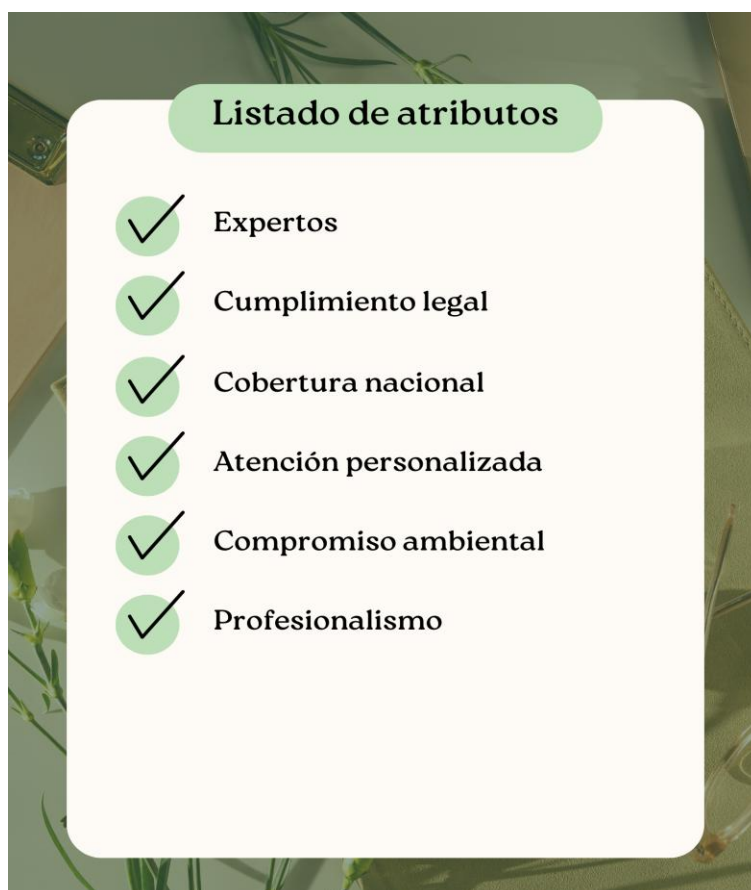 Listado de atributos
Expertos
Cumplimiento legal
Cobertura nacional
Atención personalizada
Compromiso ambiental
Profesionalismo